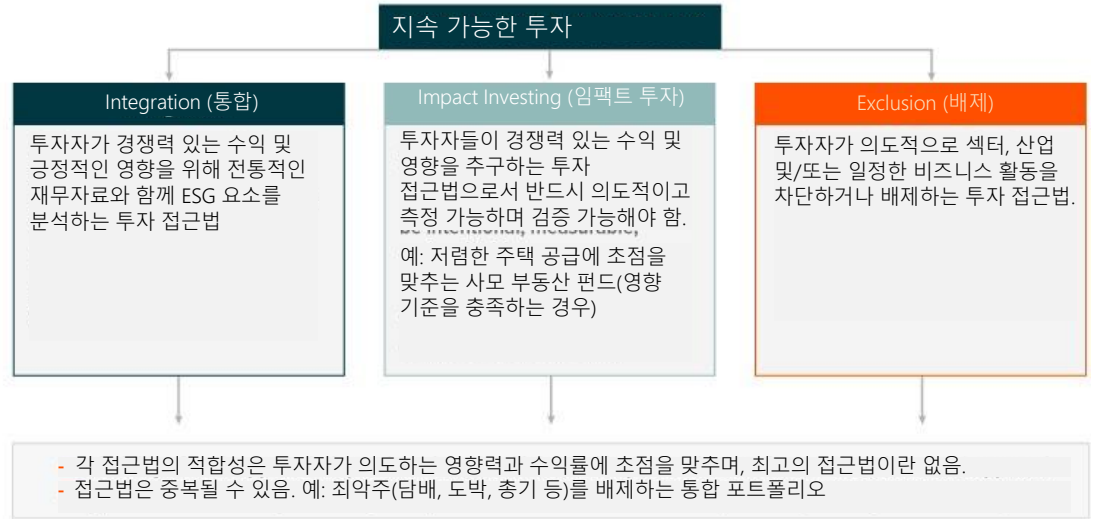 지속 가능한 투자
Integration (통합)
투자자가 경쟁력 있는 수익 및
긍정적인 영향을 위해 전통적인
재무자료와 함께 ESG 요소를
분석하는 투자 접근법
Impact Investing (임팩트 투자)
투자자들이 경쟁력 있는 수익 및
영향을 추구하는 투자
접근법으로서 반드시 의도적이고
측정 가능하며 검증 가능해야 함.
be intentional, measurable,
예: 저렴한 주택 공급에 초점을
맞추는 사모 부동산 펀드(영향
기준을 충족하는 경우)
Exclusion (배제)
투자자가 의도적으로 섹터, 산업
및/또는 일정한 비즈니스 활동을
차단하거나 배제하는 투자 접근법.
- 각 접근법의 적합성은 투자자가 의도하는 영향력과 수익률에 초점을 맞추며, 최고의 접근법이란 없음.
- 접근법은 중복될 수 있음. 예: 죄악주(담배, 도박, 총기 등)를 배제하는 통합 포트폴리오